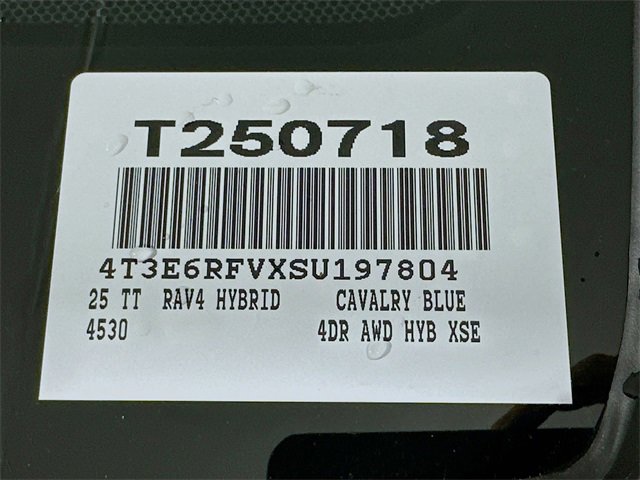 T250718
4T3E6RFVXSU197804
25 TT RAV4 HYBRID CAVALRY BLUE
4530 4DR AWD HYB XSE